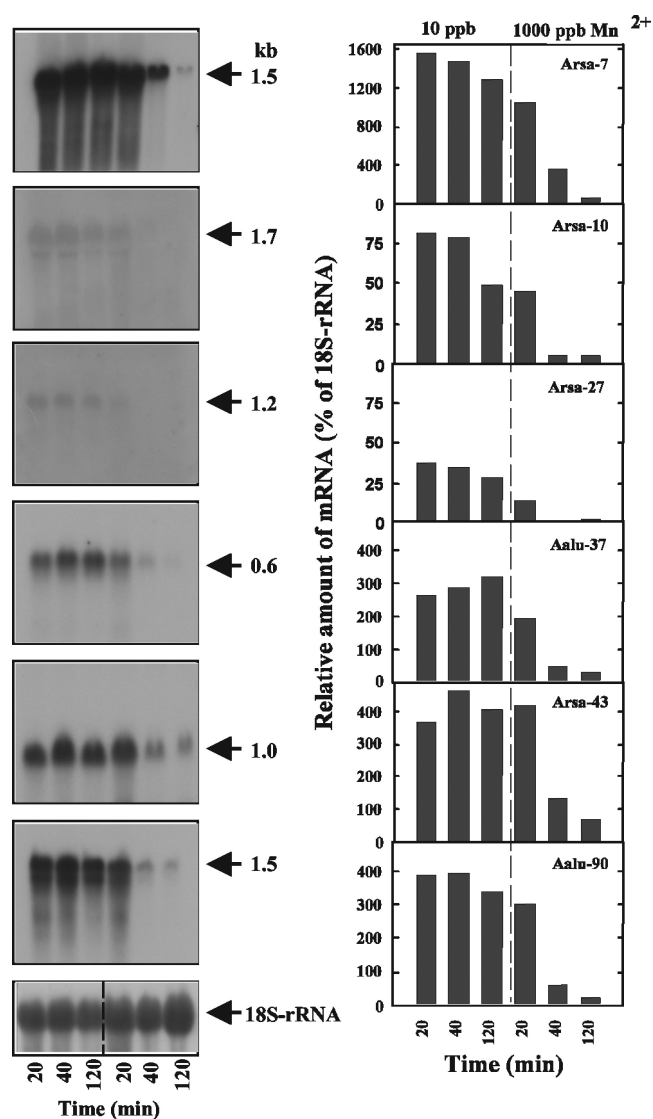 kb
1.5
1.7
1.2
0.6
1.0
1.5
18S-rRNA
20 40 120 20 40 120
Time (min)
10 ppb 1000 ppb Mn 2+
Relative amount of mRNA (% of 18S-rRNA)
Arsa-7
1600
1200
800
400
0
Arsa-10
75
50
25
0
Arsa-27
75
50
25
0
Aalu-37
400
300
200
100
0
Arsa-43
400
300
200
100
0
Aalu-90
400
300
200
100
0
20 40 120 20 40 120
Time (min)